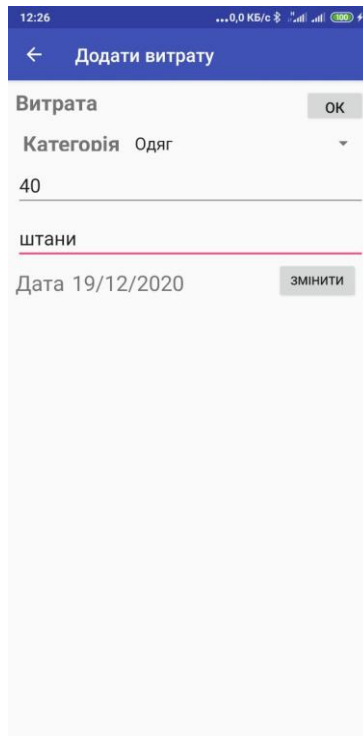 12:26 ...0,0 КБ/с 100
Додати витрату
Витрата ОК
Категорія Одяг
40
штани
Дата 19/12/2020 ЗМІНИТИ